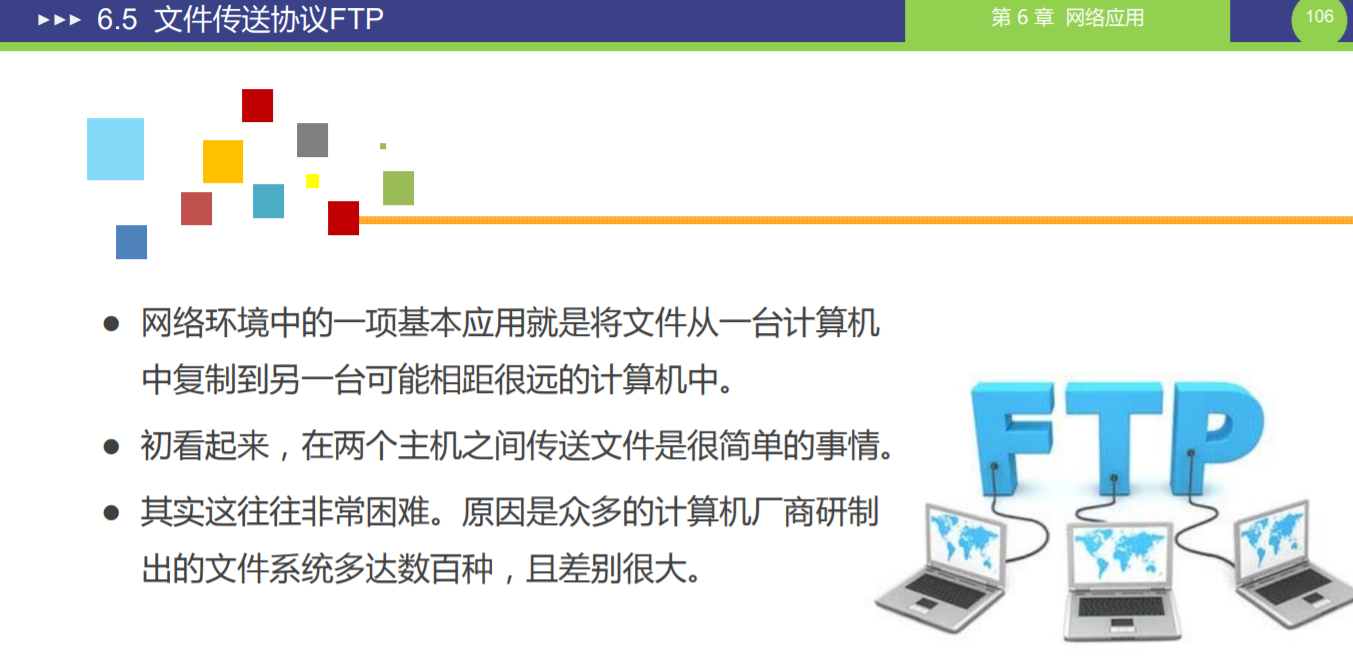 ▸▸▸ 6.5 文件传送协议FTP
第 6 章 网络应用
106
● 网络环境中的一项基本应用就是将文件从一台计算机
中复制到另一台可能相距很远的计算机中。
● 初看起来，在两个主机之间传送文件是很简单的事情。
● 其实这往往非常困难。原因是众多的计算机厂商研制
出的文件系统多达数百种，且差别很大。
FTP